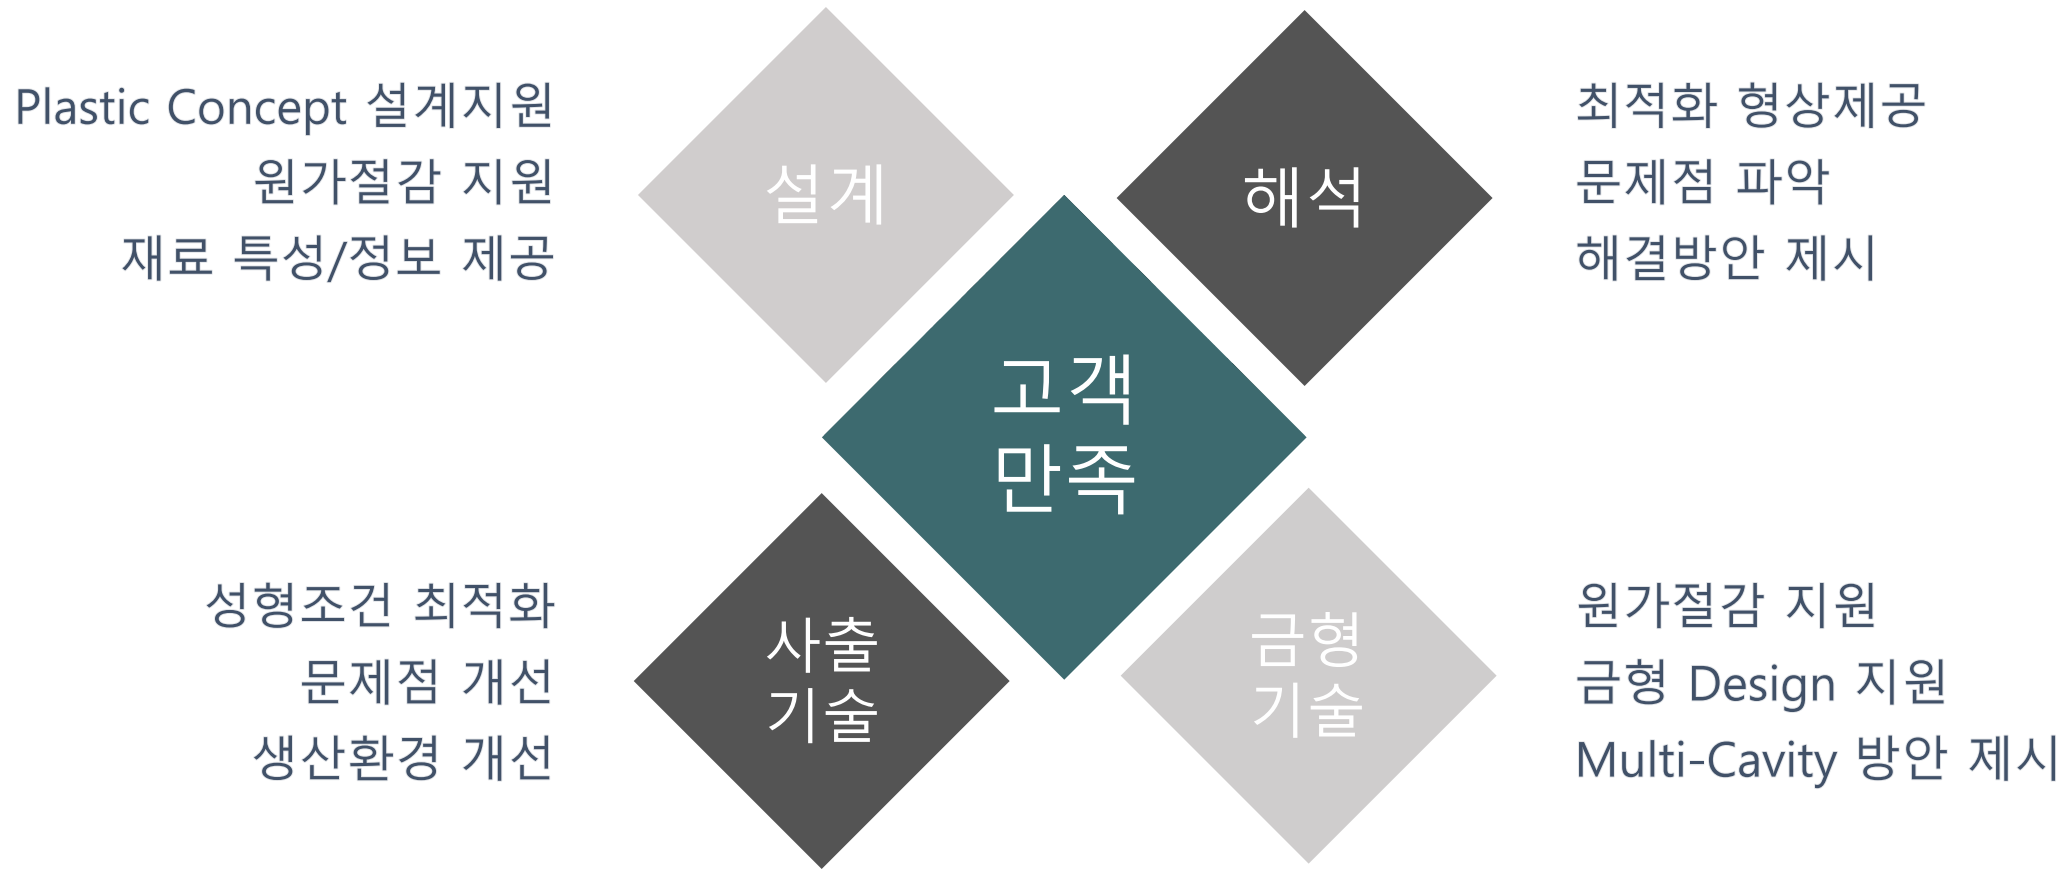 Plastic Concept 설계지원
원가절감 지원
재료 특성/정보 제공
설계
해석
최적화 형상제공
문제점 파악
해결방안 제시
고객
만족
성형조건 최적화
문제점 개선
생산환경 개선
사출
기술
금형
기술
원가절감 지원
금형 Design 지원
Multi-Cavity 방안 제시